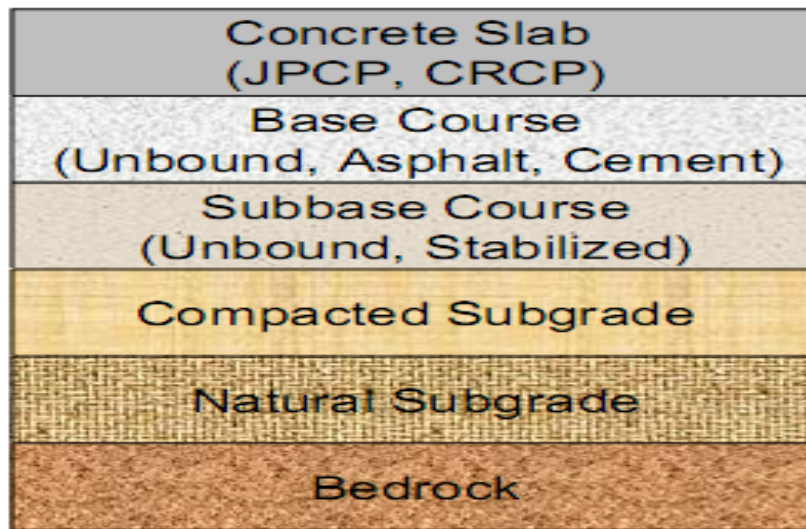 Concrete Slab
(JPCP, CRCP)
Base Course
(Unbound, Asphalt, Cement)
Subbase Course
(Unbound, Stabilized)
Compacted Subgrade
Natural Subgrade
Bedrock